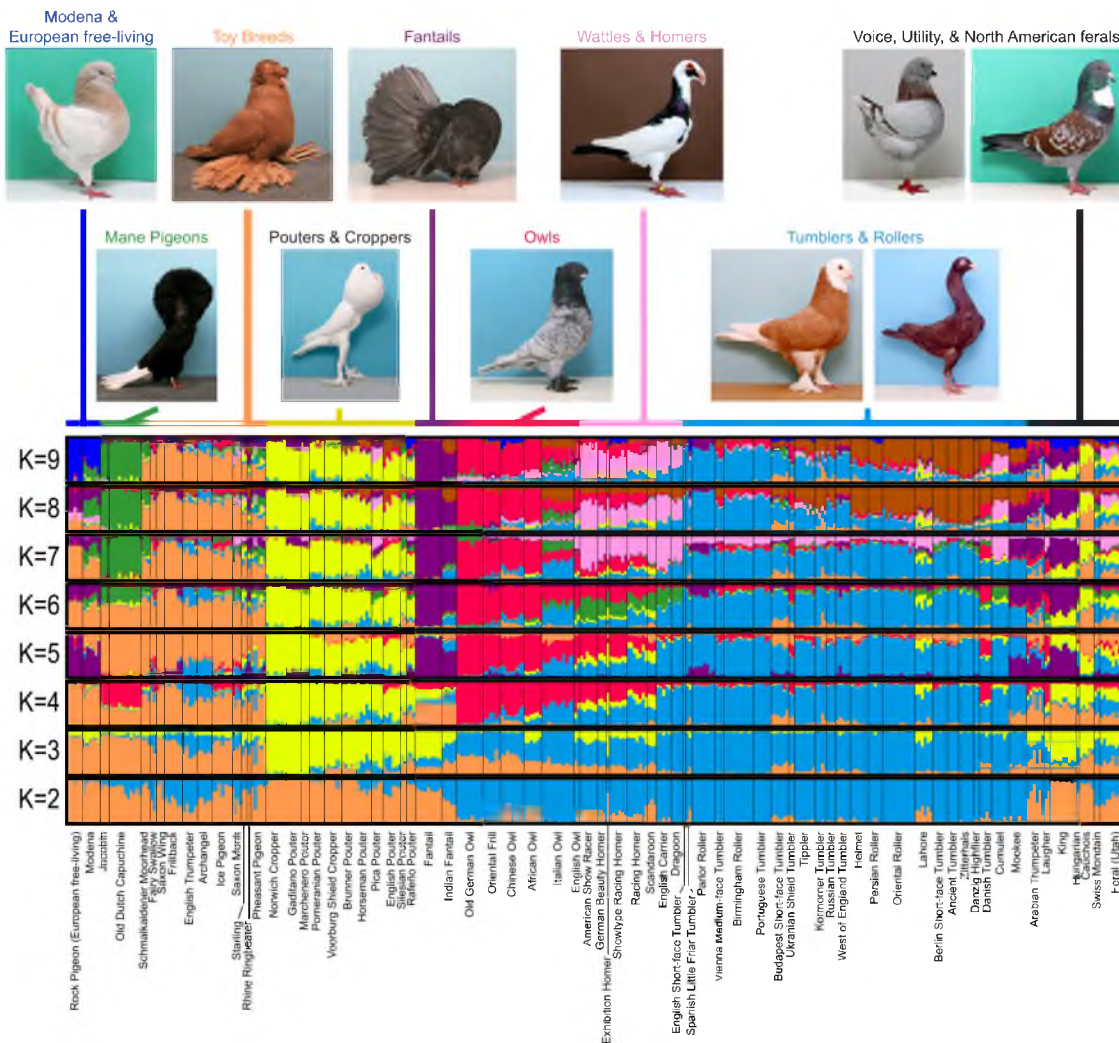 Modena &
European free-living
Toy Breeds
Fantails
Wattles & Homers
Voice, Utility, & North American ferals
Mane Pigeons
Pouters & Croppers
Owls
Tumblers & Rollers
K=9
K=8
K=7
K=6
K=5
K=4
K=3
K=2
Rock Pigeon (European free-living)
Modena
Jacobin
Old Dutch Capuchine
Schmalkaldener Moorhead
Fairy Swallow
Saxon Wing
Frillback
English Trumpeter
Archangel
Ice Pigeon
Saxon Monk
Starling
Rhine Ringbeater
Pheasant Pigeon
Norwich Cropper
Gaditano Pouter
Marchenero Pouter
Pomeranian Pouter
Voorburg Shield Cropper
Brunner Pouter
Horseman Pouter
Pica Pouter
English Pouter
Silesian Pouter
Rafeño Pouter
Fantail
Indian Fantail
Old German Owl
Oriental Frill
Chinese Owl
African Owl
Italian Owl
English Owl
American Show Racer
German Beauty Homer
Exhibition Homer
Showtype Racing Homer
Racing Homer
Scandaroon
English Carrier
Dragoon
English Short-face Tumbler
Spanish Little Friar Tumbler
Parlor Roller
Vienna Medium-face Tumbler
Birmingham Roller
Portuguese Tumbler
Budapest Short-face Tumbler
Ukranian Shield Tumbler
Tippler
Kormorner Tumbler
Russian Tumbler
West of England Tumbler
Helmet
Persian Roller
Oriental Roller
Lahore
Berlin Short-face Tumbler
Ancient Tumbler
Zitterhals
Danzig Highflier
Danish Tumbler
Cumulet
Mookee
Arabian Trumpeter
Laugher
King
Hungarian
Cauchois
Swiss Mondain
Feral (Utah)